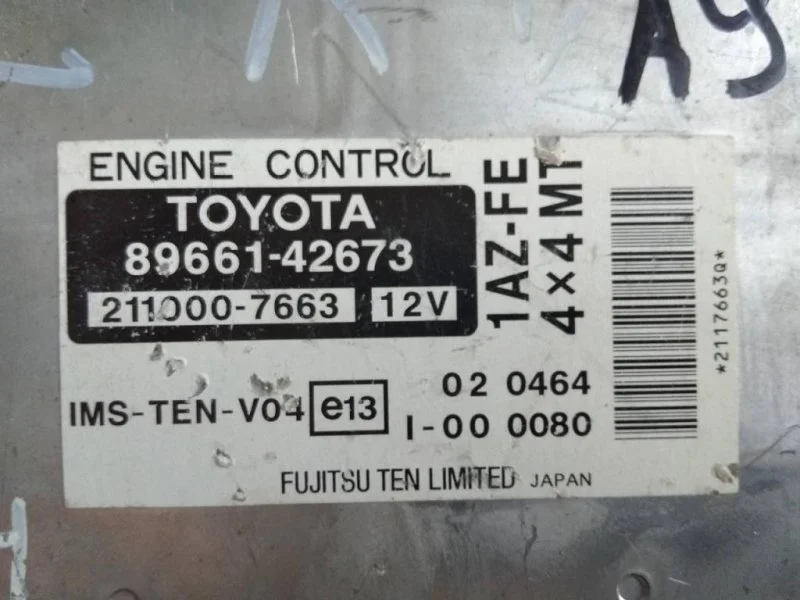 A9
ENGINE CONTROL
TOYOTA
89661-42673
211000-7663 12V
1AZ-FE
4×4 MT
IMS-TEN-V04 e13
02 0464
I-00 0080
FUJITSU TEN LIMITED JAPAN
*2117663Q*